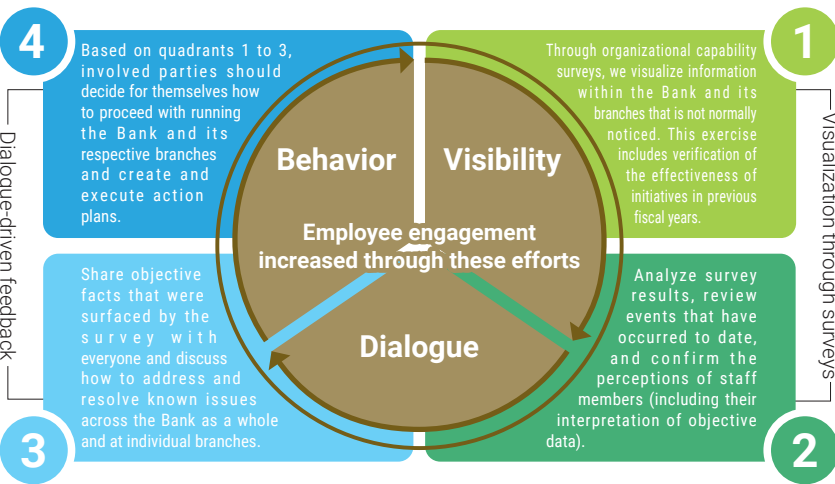 4
Based on quadrants 1 to 3,
involved parties should
decide for themselves how
to proceed with running
the Bank and its
respective branches
and create and
execute action
plans.
1
Through organizational capability
surveys, we visualize information
within the Bank and its
branches that is not normally
noticed. This exercise
includes verification of
the effectiveness of
initiatives in previous
fiscal years.
Behavior
Visibility
Employee engagement
increased through these efforts
Dialogue
Dialogue-driven feedback
Visualization through surveys
Share objective
facts that were
surfaced by the
survey with
everyone and discuss
how to address and
resolve known issues
across the Bank as a whole
and at individual branches.
3
Analyze survey
results, review
events that have
occurred to date,
and confirm the
perceptions of staff
members (including their
interpretation of objective
data).
2